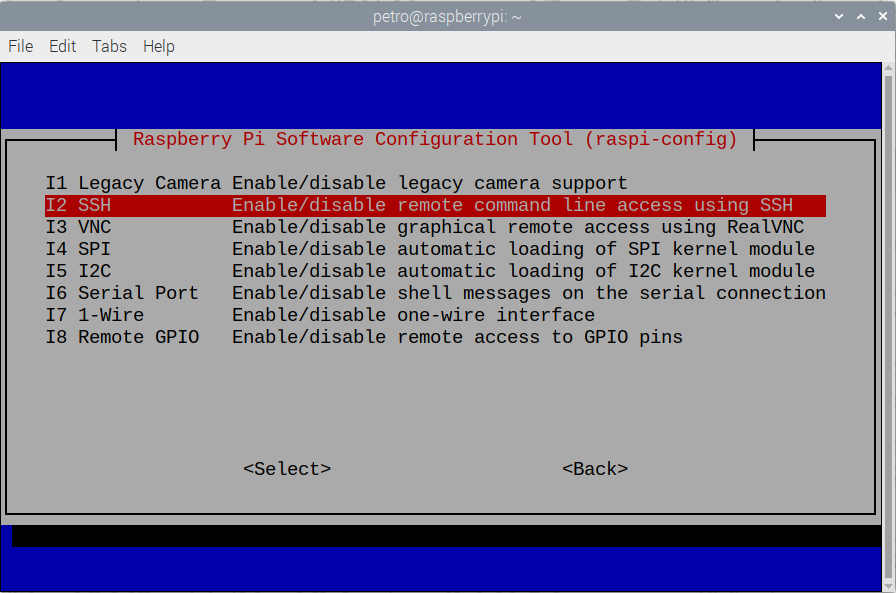 petro@raspberrypi: ~
File Edit Tabs Help
Raspberry Pi Software Configuration Tool (raspi-config)
I1 Legacy Camera Enable/disable legacy camera support
I2 SSH Enable/disable remote command line access using SSH
I3 VNC Enable/disable graphical remote access using RealVNC
I4 SPI Enable/disable automatic loading of SPI kernel module
I5 I2C Enable/disable automatic loading of I2C kernel module
I6 Serial Port Enable/disable shell messages on the serial connection
I7 1-Wire Enable/disable one-wire interface
I8 Remote GPIO Enable/disable remote access to GPIO pins
<Select> <Back>